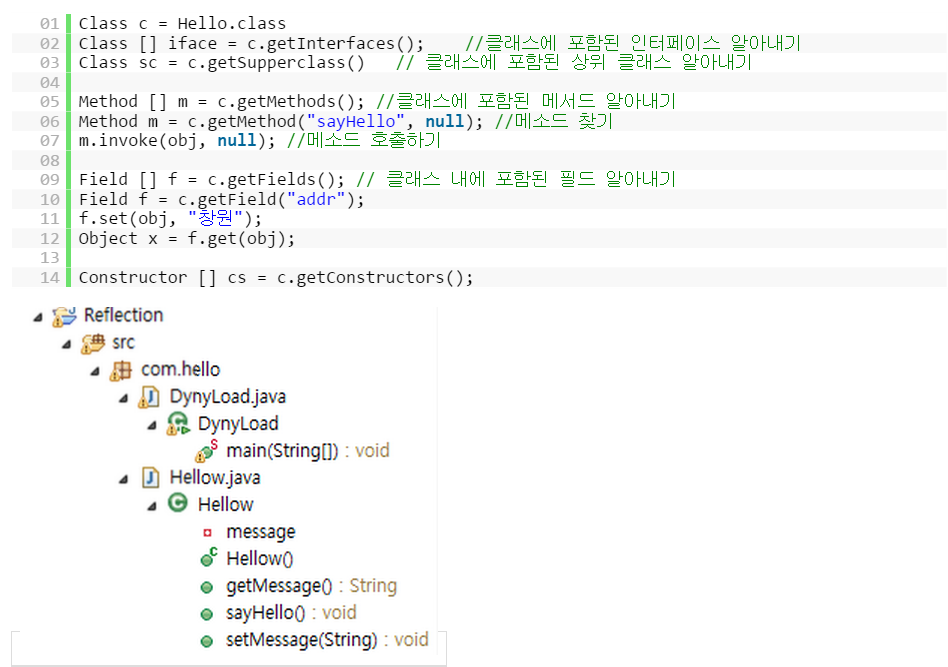 01 Class c = Hello.class
02 Class [] iface = c.getInterfaces();    //클래스에 포함된 인터페이스 알아내기
03 Class sc = c.getSupperclass()   // 클래스에 포함된 상위 클래스 알아내기
04
05 Method [] m = c.getMethods(); //클래스에 포함된 메서드 알아내기
06 Method m = c.getMethod("sayHello", null); //메소드 찾기
07 m.invoke(obj, null); //메소드 호출하기
08
09 Field [] f = c.getFields(); // 클래스 내에 포함된 필드 알아내기
10 Field f = c.getField("addr");
11 f.set(obj, "창원");
12 Object x = f.get(obj);
13
14 Constructor [] cs = c.getConstructors();
Reflection
src
com.hello
DynyLoad.java
DynyLoad
main(String[]) : void
Hellow.java
Hellow
message
Hellow()
getMessage() : String
sayHello() : void
setMessage(String) : void